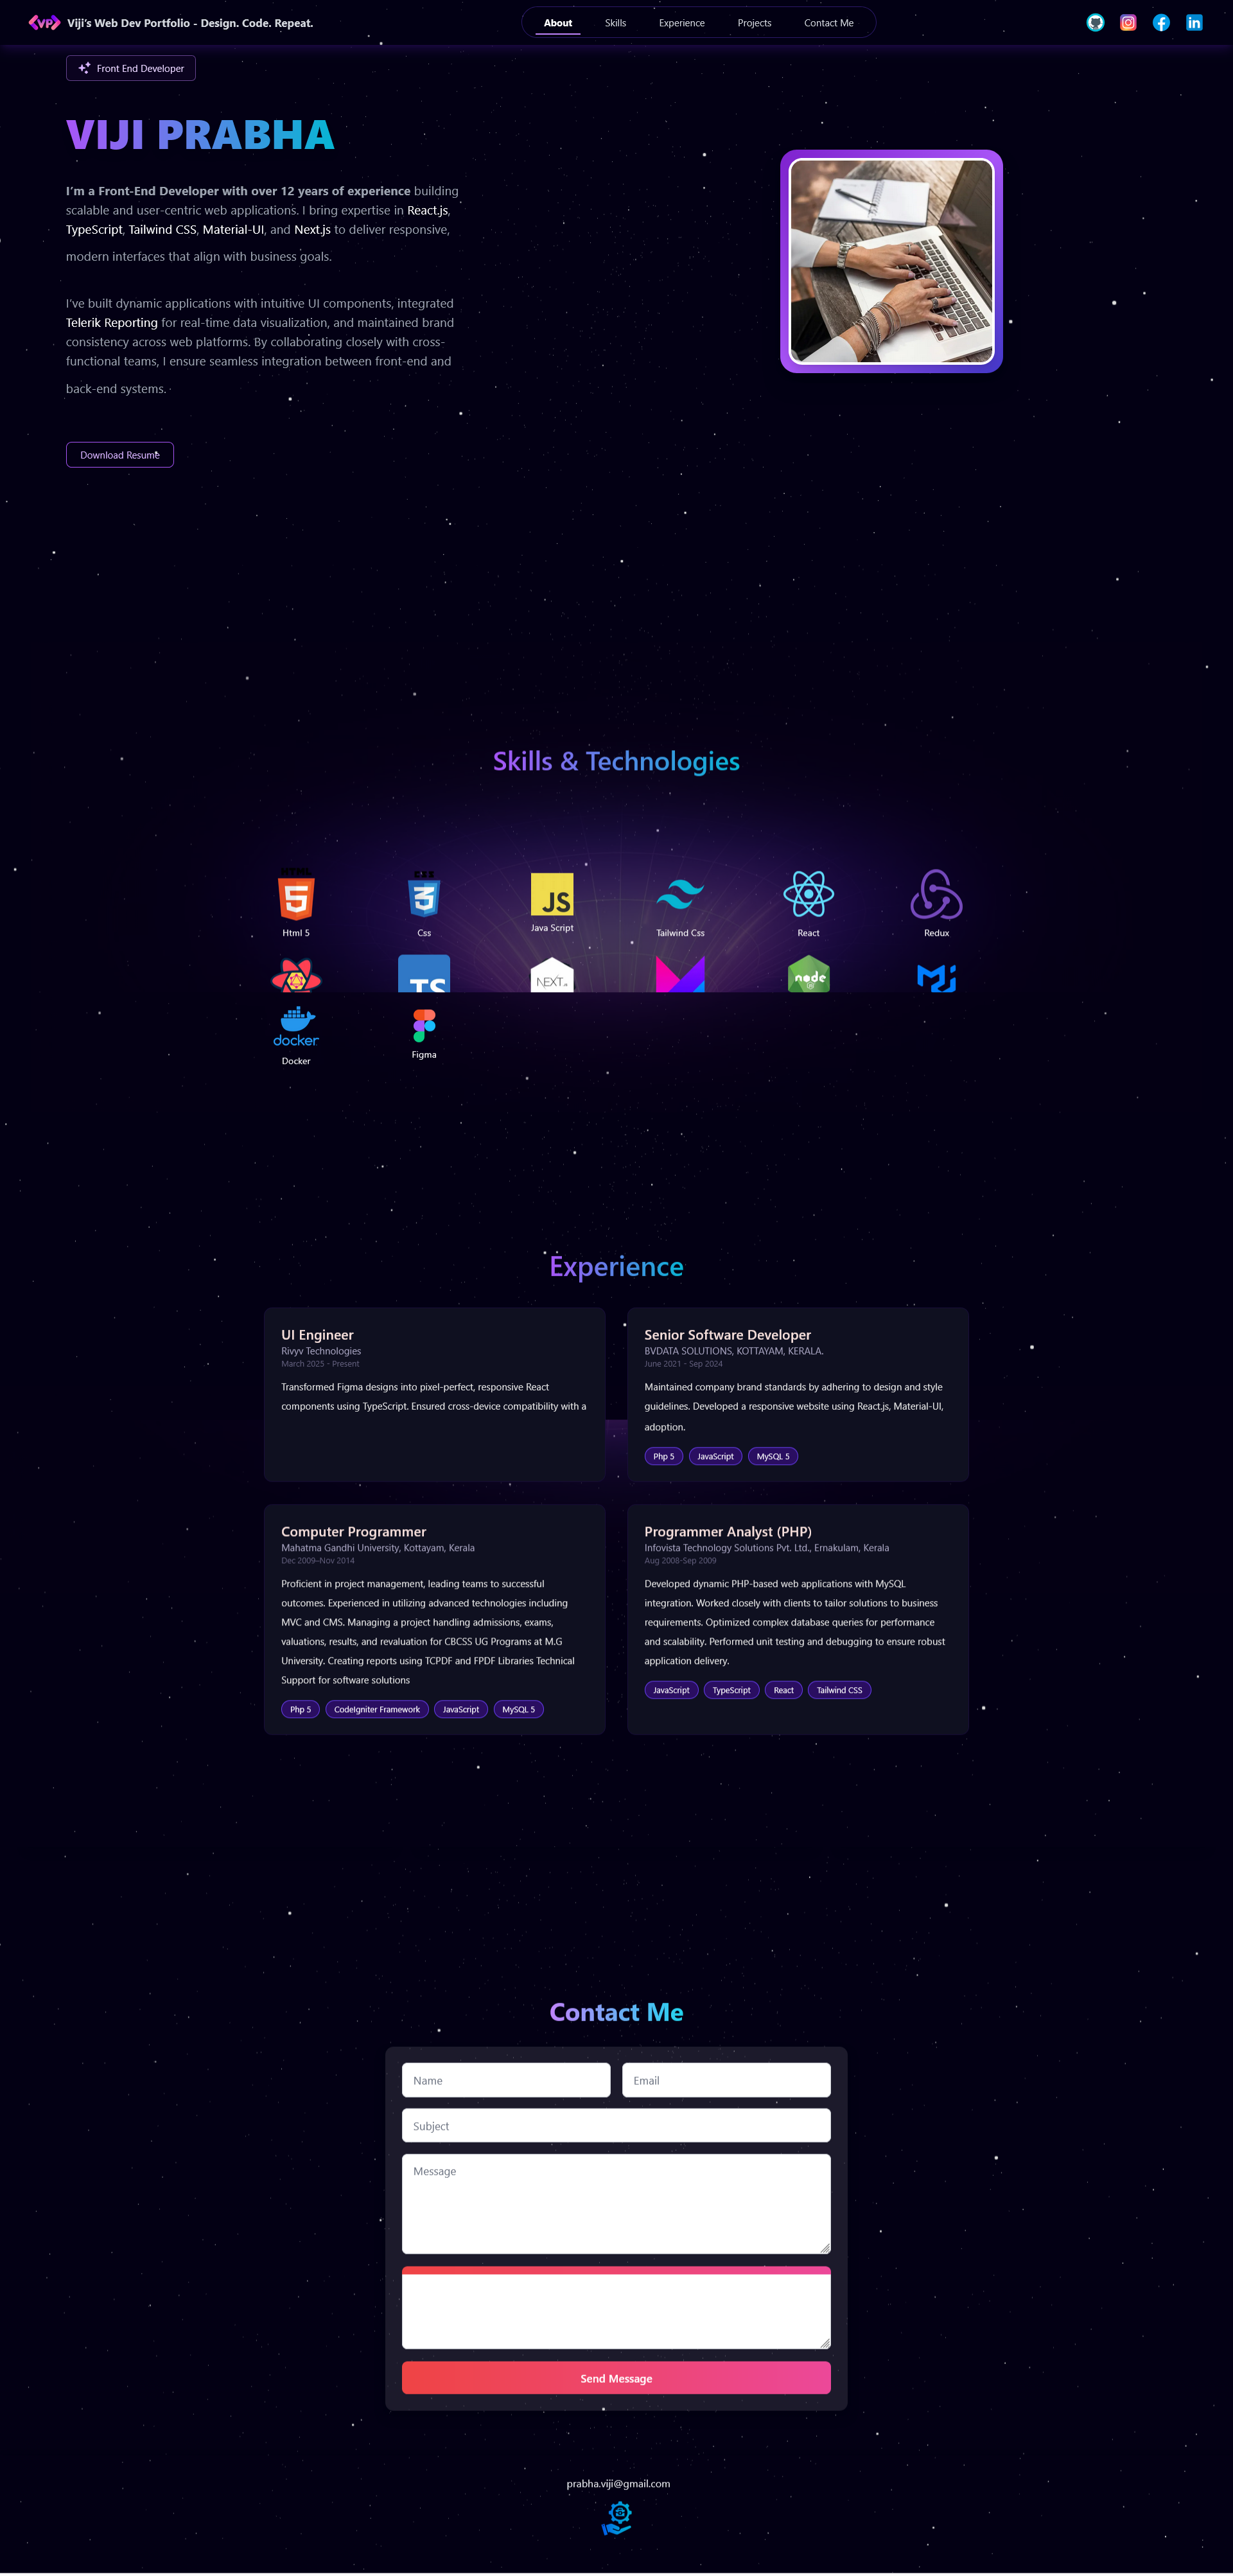 VP
Viji's Web Dev Portfolio - Design. Code. Repeat.
About
Skills
Experience
Projects
Contact Me
Front End Developer
VIJI PRABHA
I'm a Front-End Developer with over 12 years of experience building
scalable and user-centric web applications. I bring expertise in React.js,
TypeScript, Tailwind CSS, Material-UI, and Next.js to deliver responsive,
modern interfaces that align with business goals.
I've built dynamic applications with intuitive UI components, integrated
Telerik Reporting for real-time data visualization, and maintained brand
consistency across web platforms. By collaborating closely with cross-
functional teams, I ensure seamless integration between front-end and
back-end systems.
Download Resume
Skills & Technologies
HTML
5
CSS
3
JS
Html 5
Css
Java Script
Tailwind Css
React
Redux
TS
NEXT.JS
node
docker
Docker
Figma
Experience
UI Engineer
Rivyv Technologies
March 2025 - Present
Transformed Figma designs into pixel-perfect, responsive React
components using TypeScript. Ensured cross-device compatibility with a
Senior Software Developer
BVDATA SOLUTIONS, KOTTAYAM, KERALA.
June 2021 - Sep 2024
Maintained company brand standards by adhering to design and style
guidelines. Developed a responsive website using React.js, Material-UI,
adoption.
Php 5
JavaScript
MySQL 5
Computer Programmer
Mahatma Gandhi University, Kottayam, Kerala
Dec 2009–Nov 2014
Proficient in project management, leading teams to successful
outcomes. Experienced in utilizing advanced technologies including
MVC and CMS. Managing a project handling admissions, exams,
valuations, results, and revaluation for CBCSS UG Programs at M.G
University. Creating reports using TCPDF and FPDF Libraries Technical
Support for software solutions
Php 5
CodeIgniter Framework
JavaScript
MySQL 5
Programmer Analyst (PHP)
Infovista Technology Solutions Pvt. Ltd., Ernakulam, Kerala
Aug 2008-Sep 2009
Developed dynamic PHP-based web applications with MySQL
integration. Worked closely with clients to tailor solutions to business
requirements. Optimized complex database queries for performance
and scalability. Performed unit testing and debugging to ensure robust
application delivery.
JavaScript
TypeScript
React
Tailwind CSS
Contact Me
Name
Email
Subject
Message
Send Message
prabha.viji@gmail.com